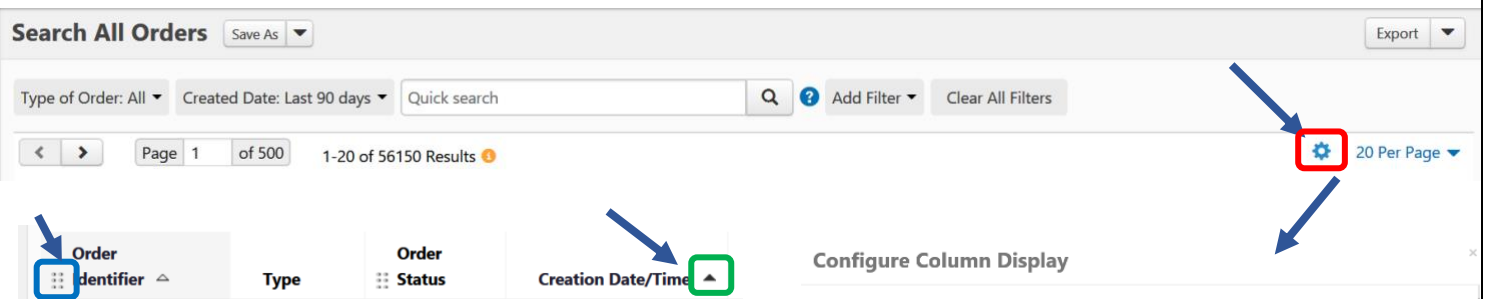 Search All Orders Save As Export
Type of Order: All Created Date: Last 90 days Quick search Add Filter Clear All Filters
Page 1 of 500 1-20 of 56150 Results 20 Per Page
Order Identifier Type Order Status Creation Date/Time
Configure Column Display